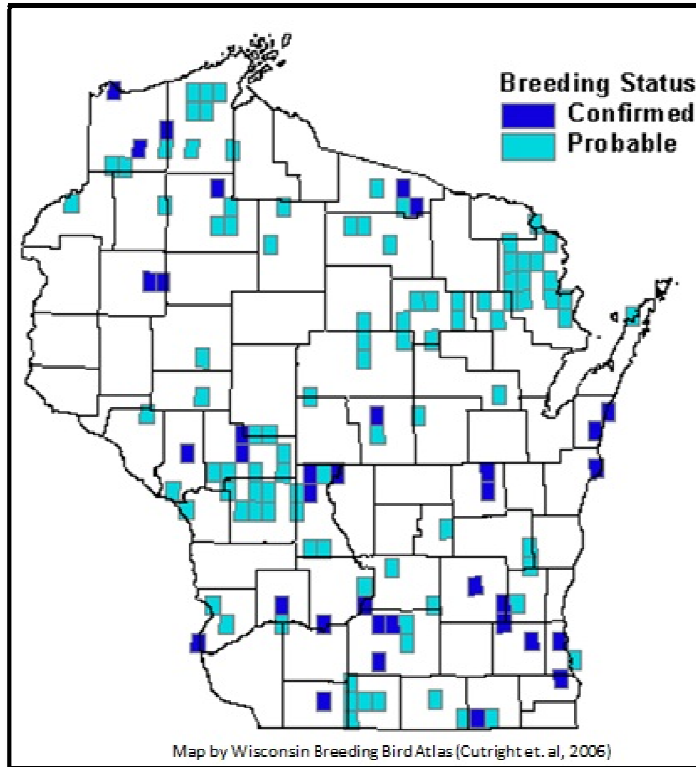 Breeding Status
Confirmed
Probable
Map by Wisconsin Breeding Bird Atlas (Cutright et. al, 2006)